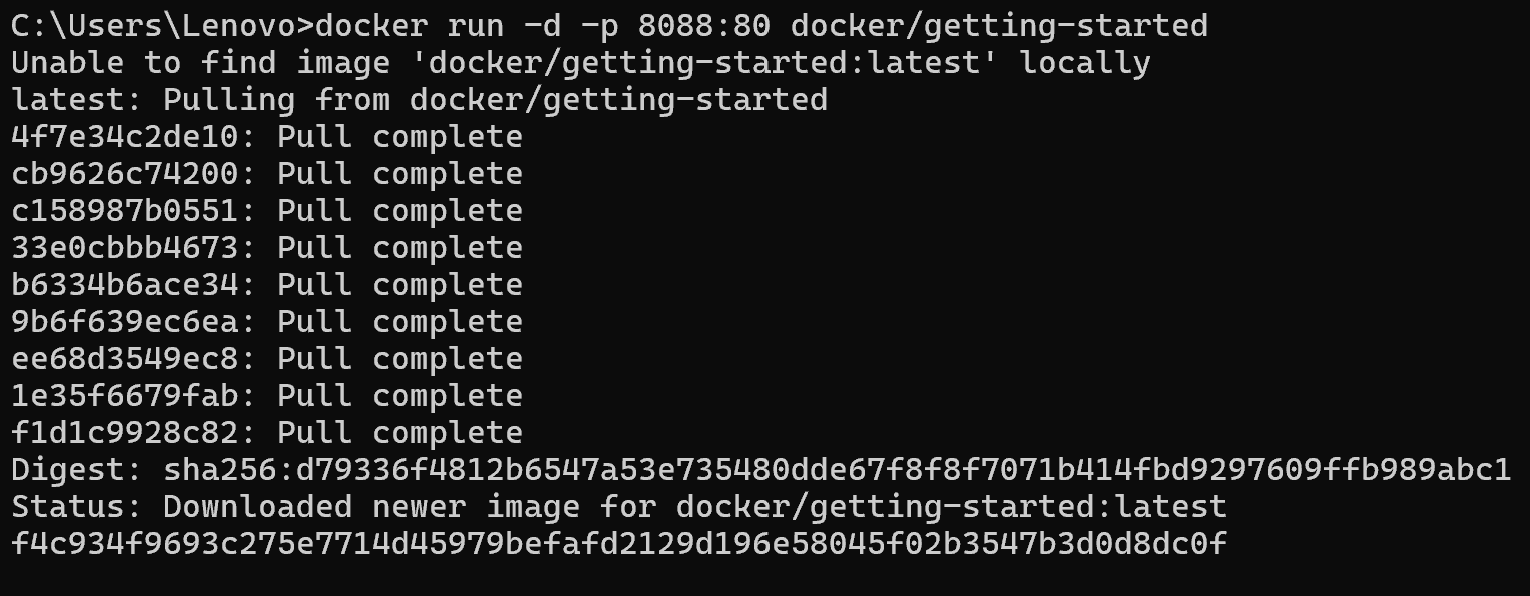 C:\Users\Lenovo>docker run -d -p 8088:80 docker/getting-started
Unable to find image 'docker/getting-started:latest' locally
latest: Pulling from docker/getting-started
4f7e34c2de10: Pull complete
cb9626c74200: Pull complete
c158987b0551: Pull complete
33e0cbbb4673: Pull complete
b6334b6ace34: Pull complete
9b6f639ec6ea: Pull complete
ee68d3549ec8: Pull complete
1e35f6679fab: Pull complete
f1d1c9928c82: Pull complete
Digest: sha256:d79336f4812b6547a53e735480dde67f8f8f7071b414fbd9297609ffb989abc1
Status: Downloaded newer image for docker/getting-started:latest
f4c934f9693c275e7714d45979befafd2129d196e58045f02b3547b3d0d8dc0f